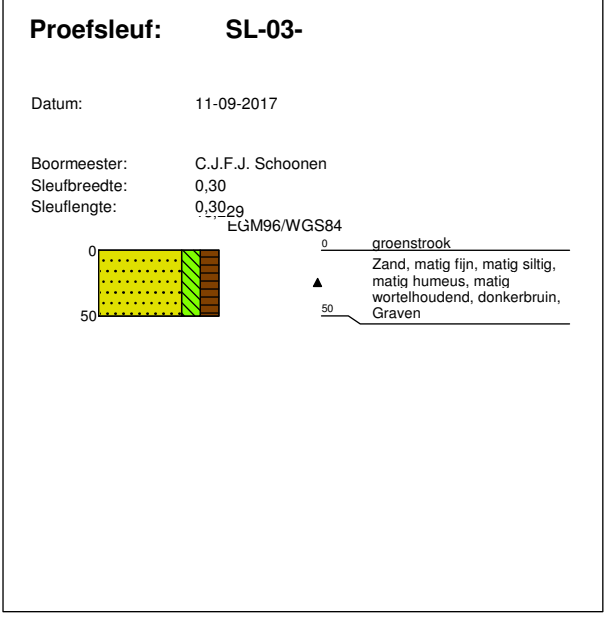 Proefsleuf: SL-03-
Datum: 11-09-2017
Boormeester: C.J.F.J. Schoonen
Sleufbreedte: 0,30
Sleuflengte: 0,30
EGM96/WGS84
0
50
0 groenstrook
Zand, matig fijn, matig siltig,
matig humeus, matig
wortelhoudend, donkerbruin,
50 Graven